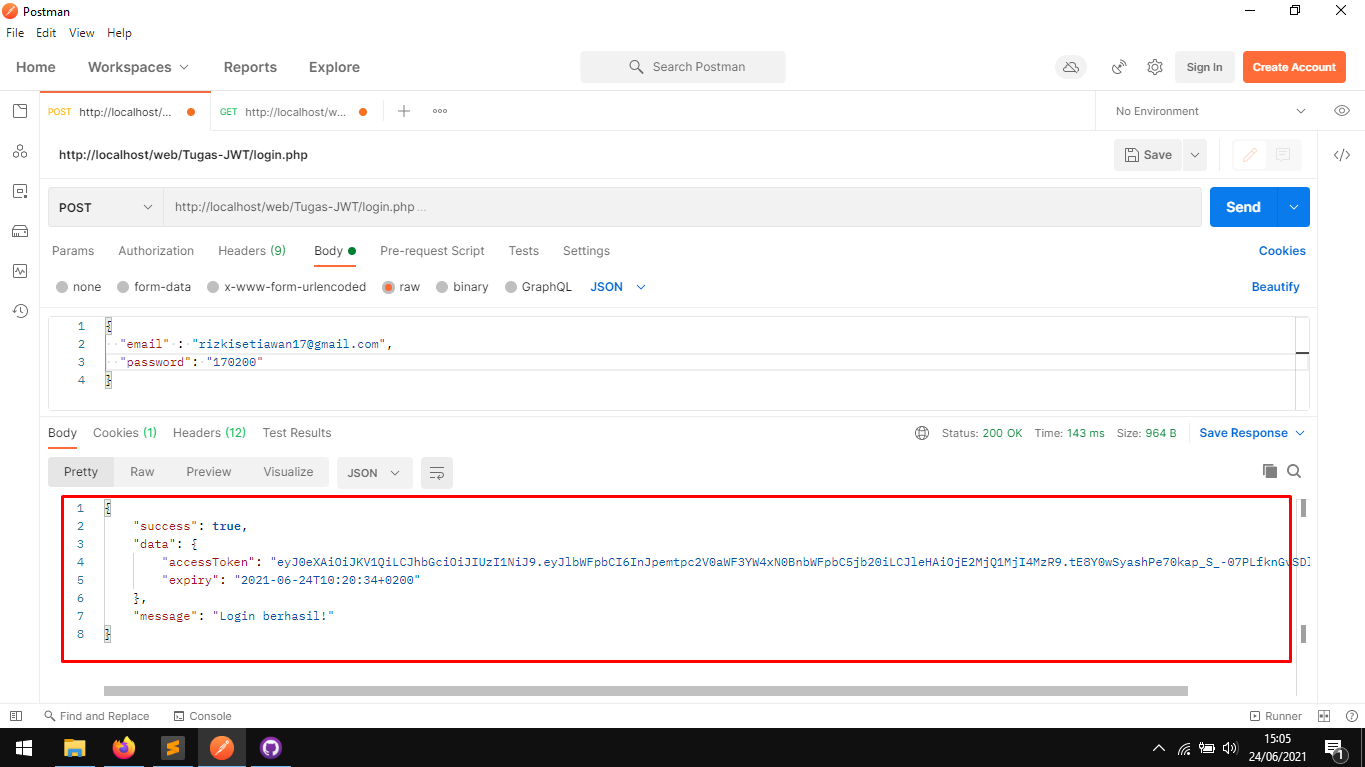 Postman
File Edit View Help
Home Workspaces Reports Explore Search Postman Sign In Create Account
POST http://localhost/... GET http://localhost/w... No Environment
http://localhost/web/Tugas-JWT/login.php Save
POST http://localhost/web/Tugas-JWT/login.php ... Send
Params Authorization Headers (9) Body Pre-request Script Tests Settings Cookies
none form-data x-www-form-urlencoded raw binary GraphQL JSON Beautify
1 {
2 "email" : "rizkisetiawan17@gmail.com",
3 "password": "170200"
4 }
Body Cookies (1) Headers (12) Test Results Status: 200 OK Time: 143 ms Size: 964 B Save Response
Pretty Raw Preview Visualize JSON
1 {
2 "success": true,
3 "data": {
4 "accessToken": "eyJ0eXAiOiJKV1QiLCJhbGciOiJIUzI1NiJ9.eyJlbWFpbCI6InJpemtpc2V0aWF3YW4xN0BnbWFpbC5jb20iLCJleHAiOjE2MjQ1MjI4MzR9.tE8Y0wSyashPe70kap_S_-07PLfknGvSDl
5 "expiry": "2021-06-24T10:20:34+0200"
6 },
7 "message": "Login berhasil!"
8 }
Find and Replace Console Runner
15:05
24/06/2021
1